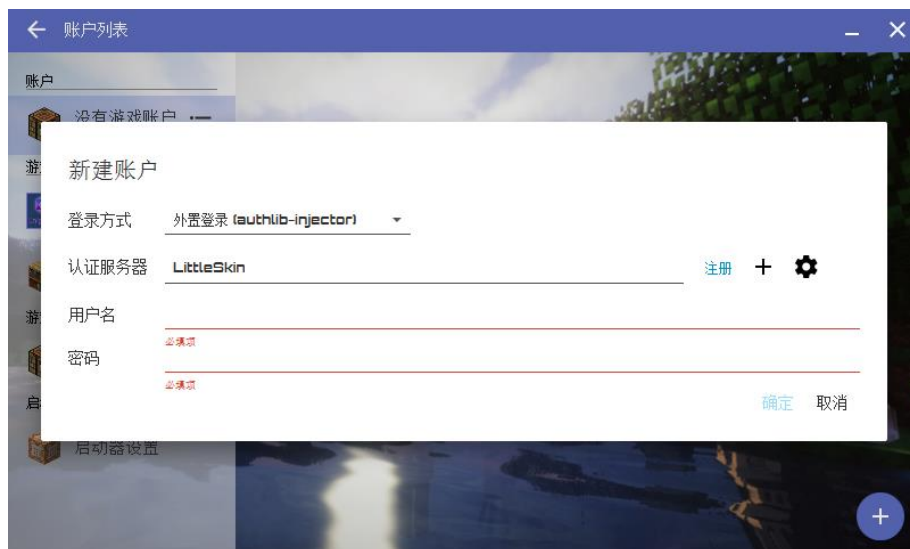 账户列表
账户
没有游戏账户
新建账户
登录方式 外置登录 (authlib-injector)
认证服务器 LittleSkin 注册
用户名
必填项
密码
必填项
确定 取消
启动器设置